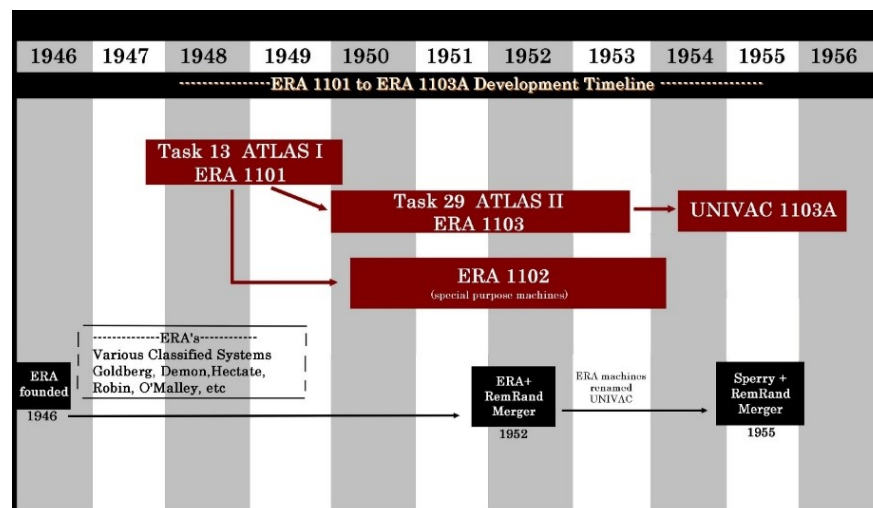 1946 1947 1948 1949 1950 1951 1952 1953 1954 1955 1956
---------------ERA 1101 to ERA 1103A Development Timeline -----------------
Task 13 ATLAS I
ERA 1101
Task 29 ATLAS II
ERA 1103
UNIVAC 1103A
ERA 1102
(special purpose machines)
-------------ERA's-----------
Various Classified Systems
Goldberg, Demon,Hectate,
Robin, O'Malley, etc
ERA
founded
1946
ERA+
RemRand
Merger
1952
ERA machines
renamed
UNIVAC
Sperry +
RemRand
Merger
1955